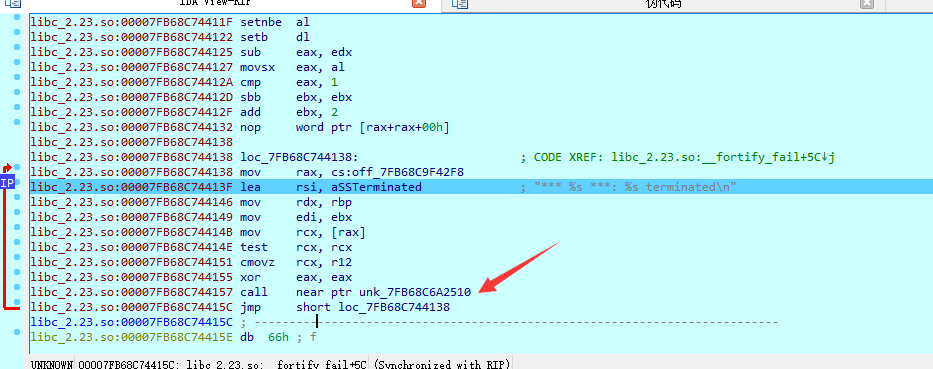 IDA View-RIP 伪代码
libc_2.23.so:00007FB68C74411F setnbe al
libc_2.23.so:00007FB68C744122 setb dl
libc_2.23.so:00007FB68C744125 sub eax, edx
libc_2.23.so:00007FB68C744127 movsx eax, al
libc_2.23.so:00007FB68C74412A cmp eax, 1
libc_2.23.so:00007FB68C74412D sbb ebx, ebx
libc_2.23.so:00007FB68C74412F add ebx, 2
libc_2.23.so:00007FB68C744132 nop word ptr [rax+rax+00h]
libc_2.23.so:00007FB68C744138
libc_2.23.so:00007FB68C744138 loc_7FB68C744138: ; CODE XREF: libc_2.23.so:__fortify_fail+5C↓j
libc_2.23.so:00007FB68C744138 mov rax, cs:off_7FB68C9F42F8
IP libc_2.23.so:00007FB68C74413F lea rsi, aSSTerminated ; "*** %s ***: %s terminated\n"
libc_2.23.so:00007FB68C744146 mov rdx, rbp
libc_2.23.so:00007FB68C744149 mov edi, ebx
libc_2.23.so:00007FB68C74414B mov rcx, [rax]
libc_2.23.so:00007FB68C74414E test rcx, rcx
libc_2.23.so:00007FB68C744151 cmovz rcx, r12
libc_2.23.so:00007FB68C744155 xor eax, eax
libc_2.23.so:00007FB68C744157 call near ptr unk_7FB68C6A2510
libc_2.23.so:00007FB68C74415C jmp short loc_7FB68C744138
libc_2.23.so:00007FB68C74415C ; ---------------------------------------------------------------------------
libc_2.23.so:00007FB68C74415E db 66h ; f
UNKNOWN 00007FB68C74415C: libc_2.23.so:__fortify_fail+5C (Synchronized with RIP)